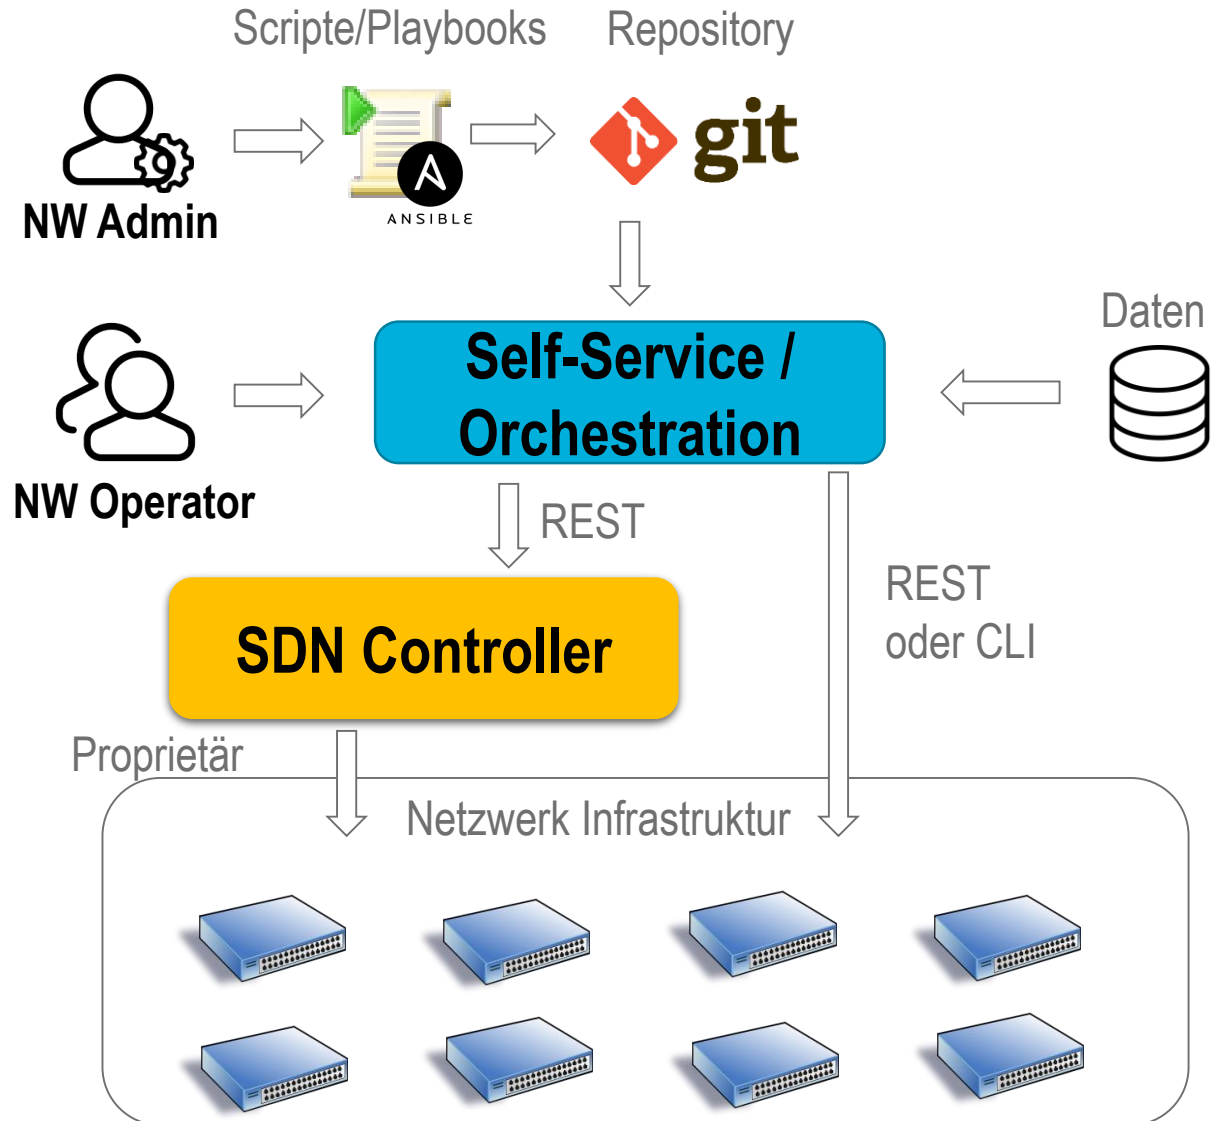 Scripte/Playbooks
Repository
git
ANSIBLE
NW Admin
Daten
Self-Service /
Orchestration
NW Operator
REST
REST
oder CLI
SDN Controller
Proprietär
Netzwerk Infrastruktur